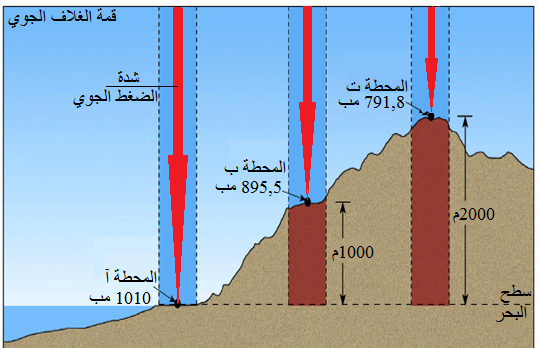 قمة الغلاف الجوي
شدة
الضغط الجوي
المحطة ت
791,8 مب
المحطة ب
895,5 مب
2000م
1000م
المحطة آ
1010 مب
سطح
البحر